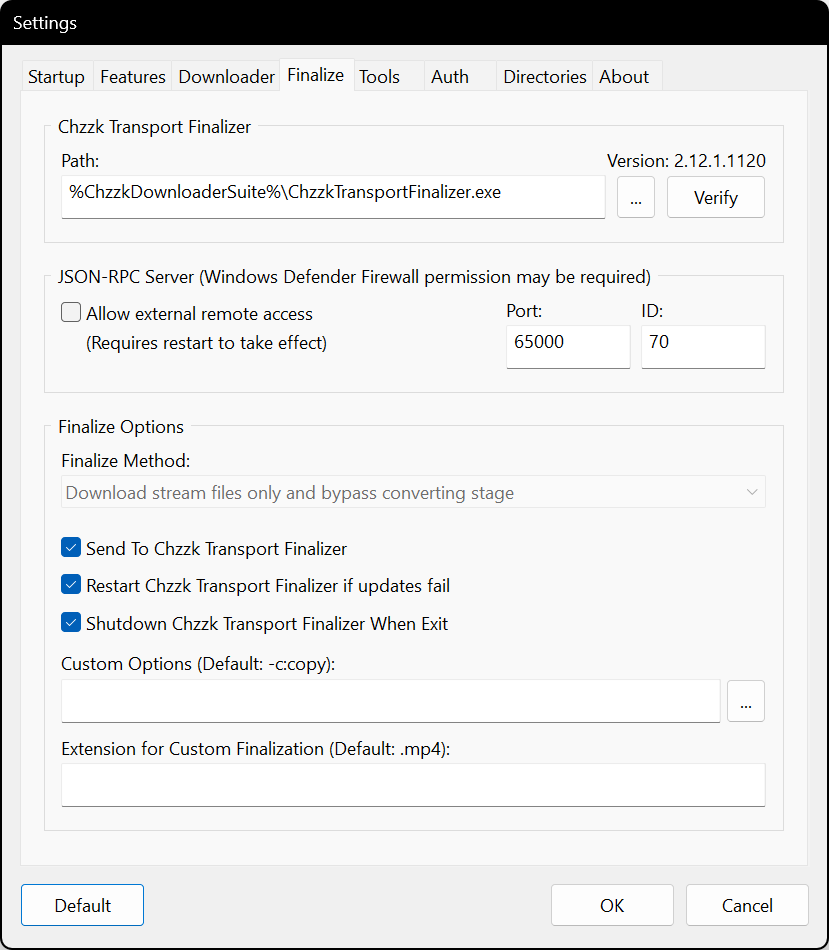 Settings
Startup Features Downloader Finalize Tools Auth Directories About
Chzzk Transport Finalizer
Path: Version: 2.12.1.1120
%ChzzkDownloaderSuite%\ChzzkTransportFinalizer.exe ... Verify
JSON-RPC Server (Windows Defender Firewall permission may be required)
Allow external remote access Port: ID:
(Requires restart to take effect) 65000 70
Finalize Options
Finalize Method:
Download stream files only and bypass converting stage
Send To Chzzk Transport Finalizer
Restart Chzzk Transport Finalizer if updates fail
Shutdown Chzzk Transport Finalizer When Exit
Custom Options (Default: -c:copy):
...
Extension for Custom Finalization (Default: .mp4):
Default OK Cancel